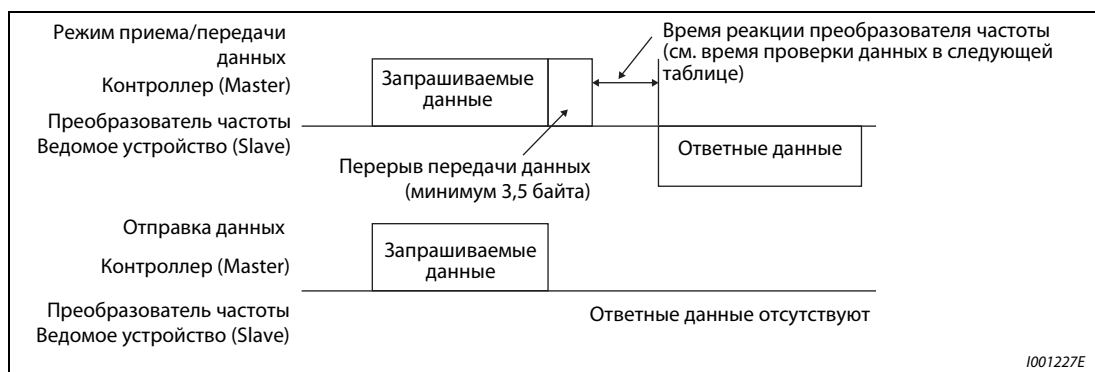 Режим приема/передачи
данных
Контроллер (Master)
Преобразователь частоты
Ведомое устройство (Slave)
Запрашиваемые
данные
Время реакции преобразователя частоты
(см. время проверки данных в следующей
таблице)
Ответные данные
Перерыв передачи данных
(минимум 3,5 байта)
Отправка данных
Контроллер (Master)
Запрашиваемые
данные
Преобразователь частоты
Ведомое устройство (Slave)
Ответные данные отсутствуют
I001227E